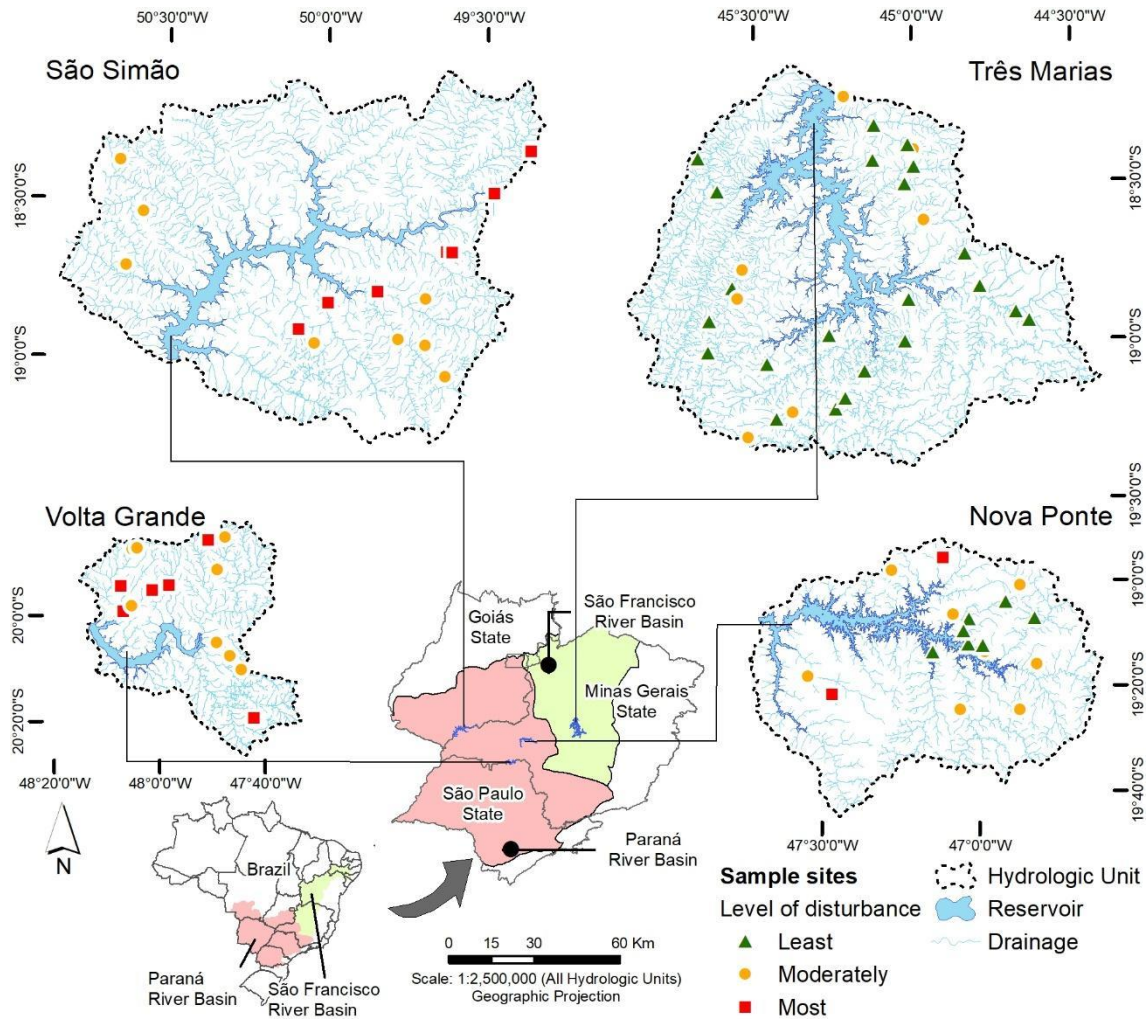 50°30'0"W
50°0'0"W
49°30'0"W
45°30'0"W
45°0'0"W
44°30'0"W
São Simão
Três Marias
18°30'0"S
19°0'0"S
18°30'0"S
19°0'0"S
19°30'0"S
Volta Grande
Nova Ponte
20°0'0"S
20°20'0"S
48°20'0"W
48°0'0"W
47°40'0"W
19°0'0"S
19°20'0"S
19°40'0"S
47°30'0"W
47°0'0"W
Goiás
State
São Francisco
River Basin
Minas Gerais
State
São Paulo
State
Paraná
River Basin
N
Brazil
Paraná
River Basin
São Francisco
River Basin
0 15 30 60 Km
Scale: 1:2,500,000 (All Hydrologic Units)
Geographic Projection
Sample sites
Level of disturbance
Least
Moderately
Most
Hydrologic Unit
Reservoir
Drainage